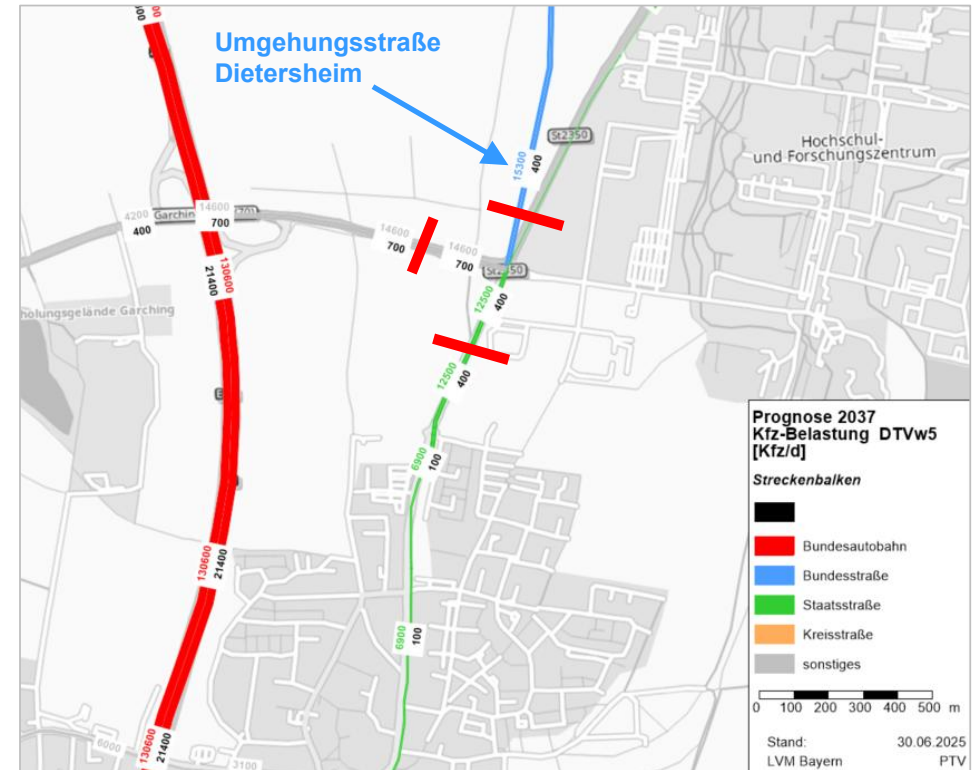 Umgehungsstraße
Dietersheim
St2350
Hochschul-
und Forschungszentrum
15300
400
4200
400
Garching
14600
700
14600
700
14600
700
St2350
130600
21400
12500
400
holungsgelände Garching
12500
400
6900
100
130600
21400
6900
100
130600
21400
6000
3100
Prognose 2037
Kfz-Belastung DTVw5
[Kfz/d]
Streckenbalken
Bundesautobahn
Bundesstraße
Staatsstraße
Kreisstraße
sonstiges
0 100 200 300 400 500 m
Stand: 30.06.2025
LVM Bayern PTV